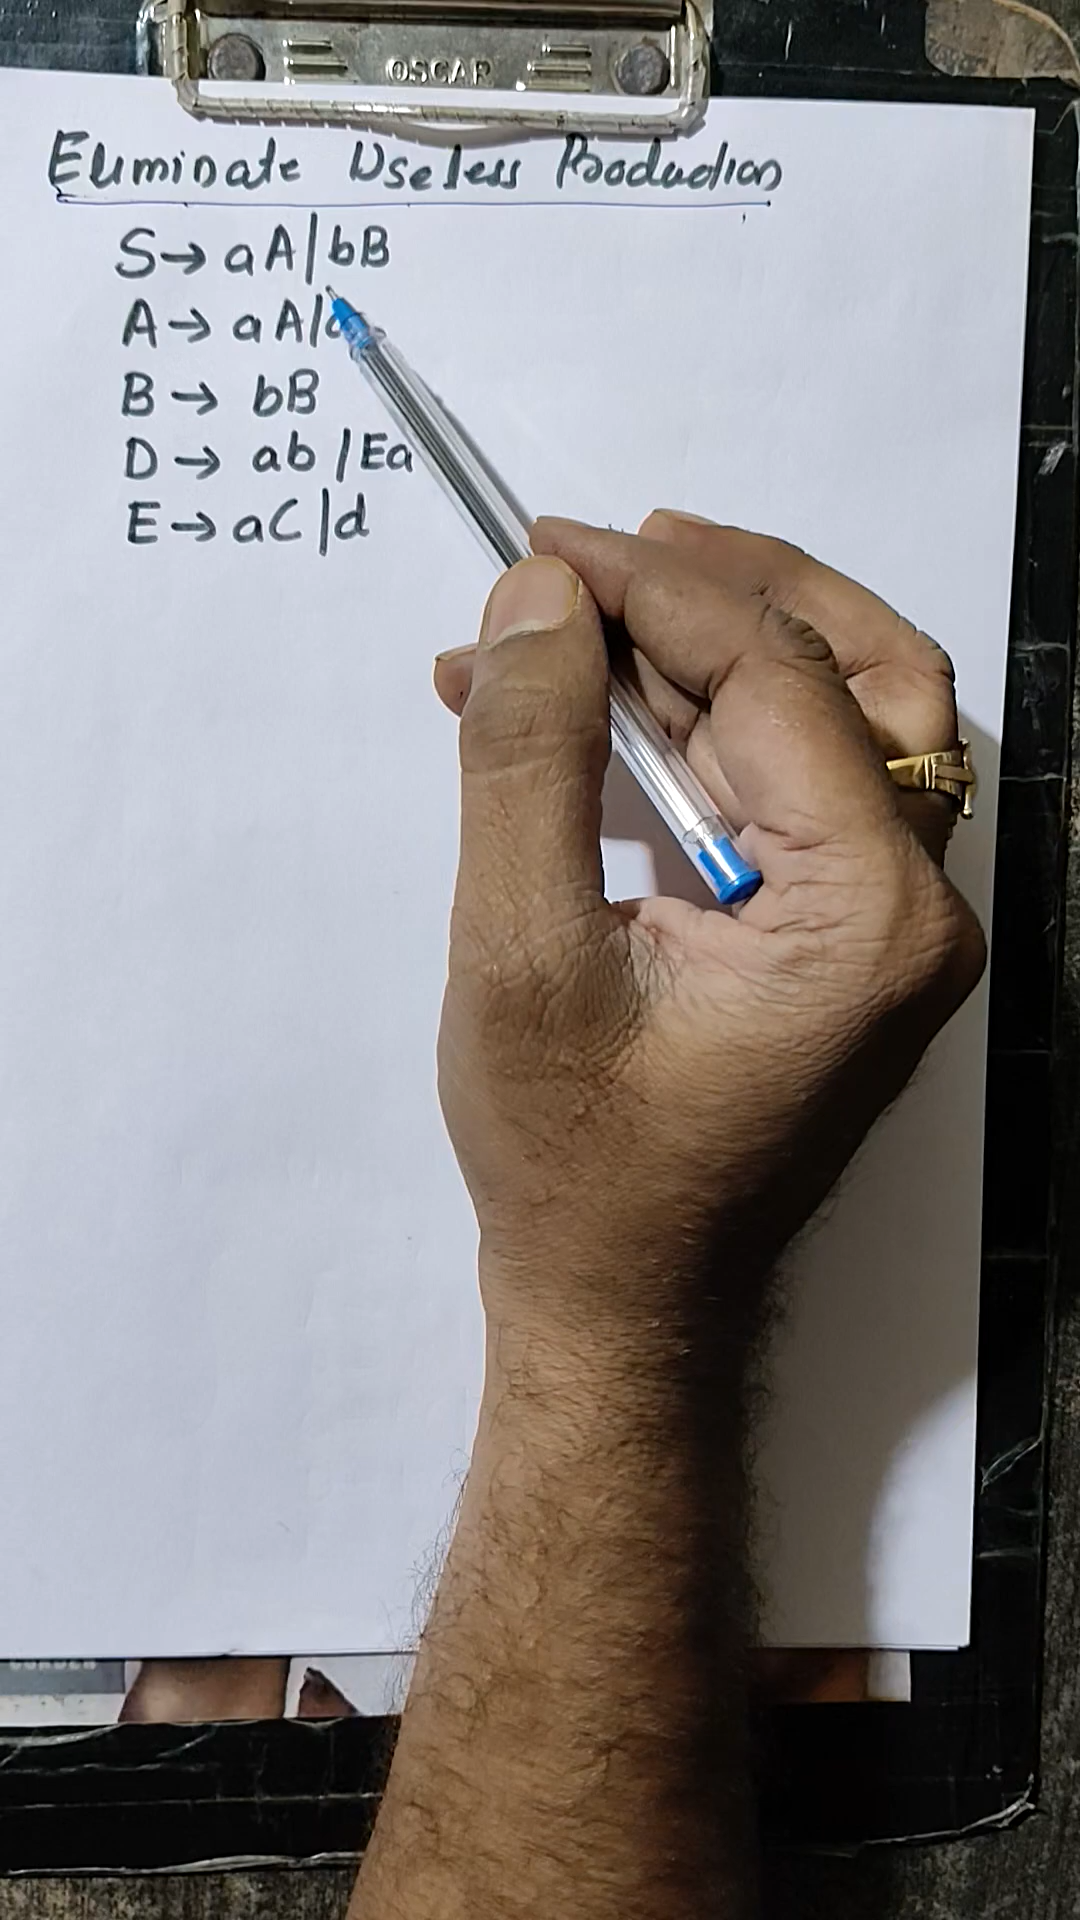 OSCAR
Eliminate Useless Production
S→ aA|bB
A→ aA|a
B→ bB
D→ ab |Ea
E→aC|d